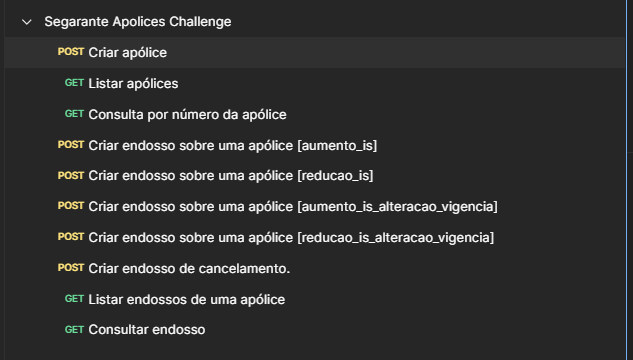 Segarante Apolices Challenge
POST Criar apólice
GET Listar apólices
GET Consulta por número da apólice
POST Criar endosso sobre uma apólice [aumento_is]
POST Criar endosso sobre uma apólice [reducao_is]
POST Criar endosso sobre uma apólice [aumento_is_alteracao_vigencia]
POST Criar endosso sobre uma apólice [reducao_is_alteracao_vigencia]
POST Criar endosso de cancelamento.
GET Listar endossos de uma apólice
GET Consultar endosso